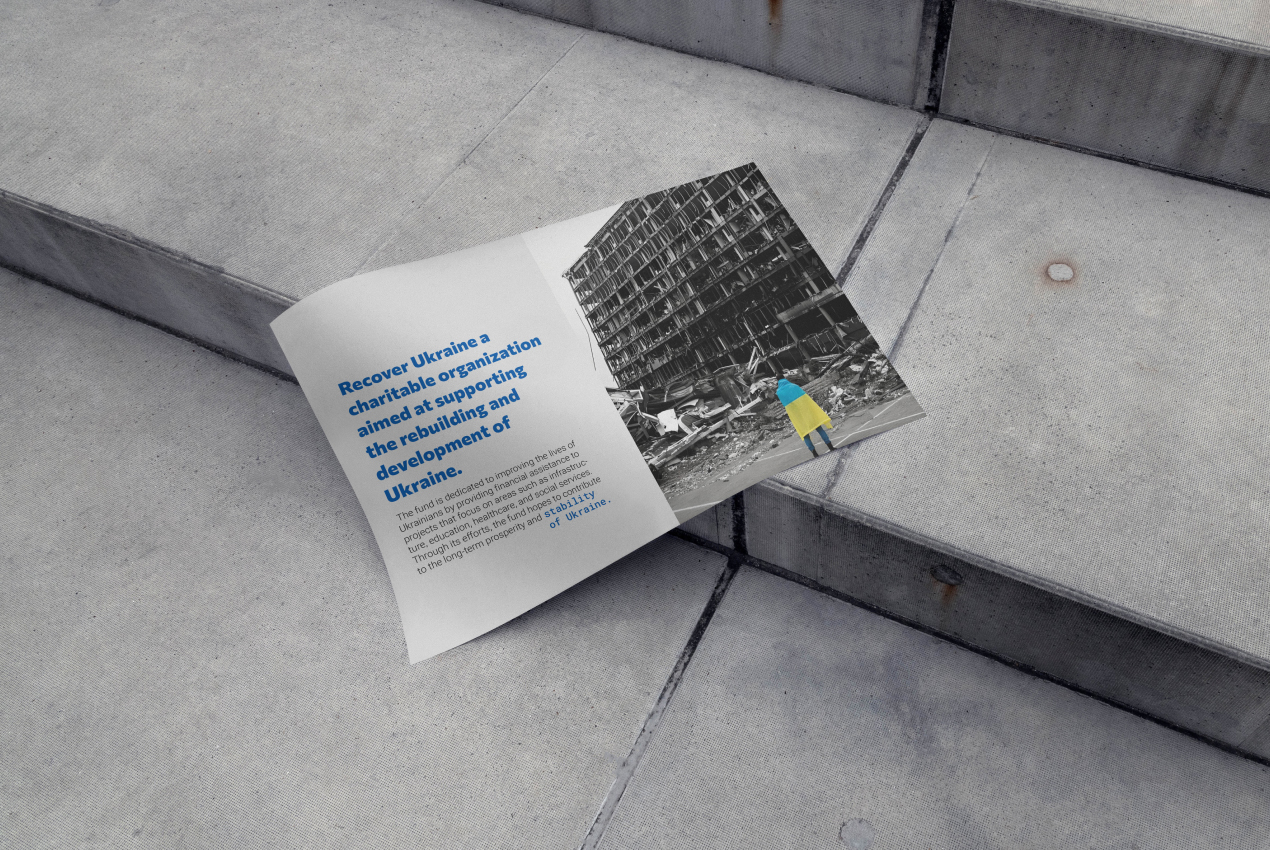 Recover Ukraine a
charitable organization
aimed at supporting
the rebuilding and
development of
Ukraine.
The fund is dedicated to improving the lives of
Ukrainians by providing financial assistance to
projects that focus on areas such as infrastruc-
ture, education, healthcare, and social services.
Through its efforts, the fund hopes to contribute
to the long-term prosperity and stability
of Ukraine.